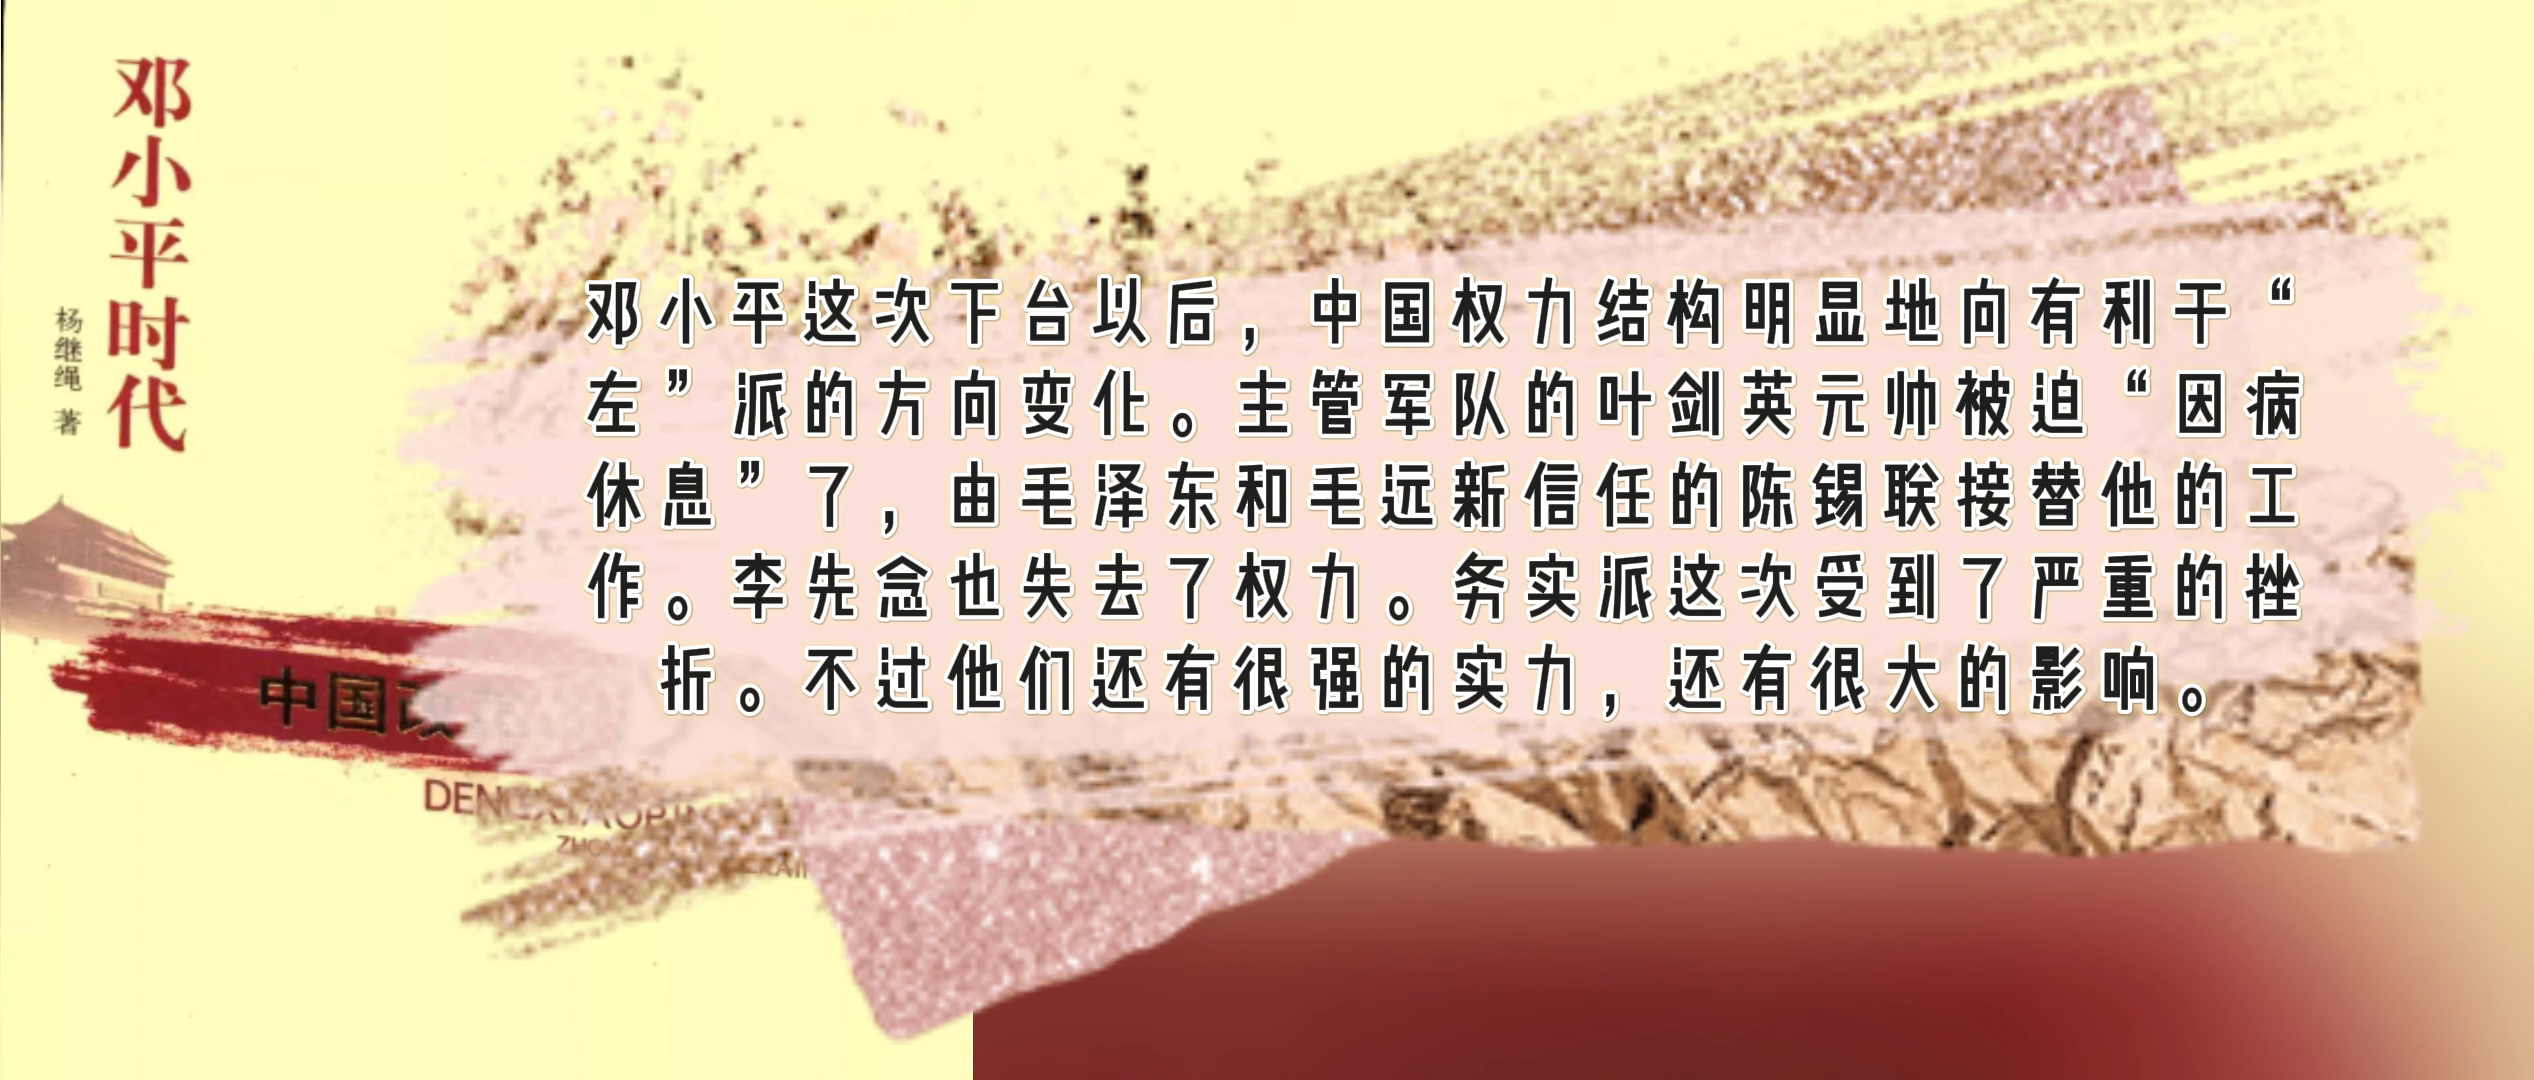 邓小平时代
杨继绳 著
邓小平这次下台以后，中国权力结构明显地向有利干“
左”派的方向变化。主管军队的叶剑英元帅被迫“因病
休息”了，由毛泽东和毛远新信任的陈锡联接替他的工
作。李先念也失去了权力。务实派这次受到了严重的挫
折。不过他们还有很强的实力，还有很大的影响。
中国